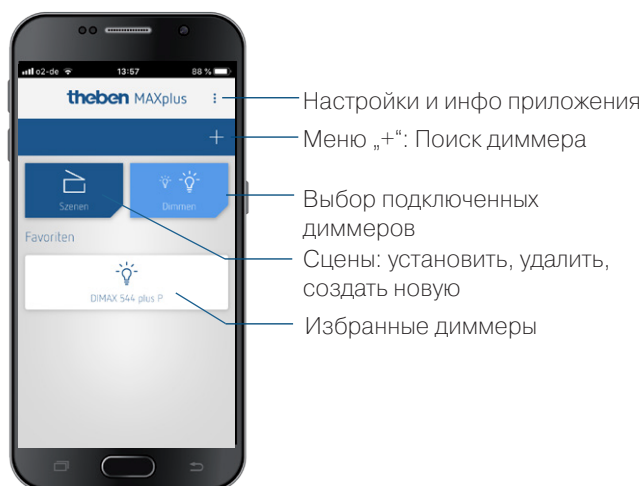 o2-de 13:57 88 %
theben MAXplus
Настройки и инфо приложения
+
Меню „+“: Поиск диммера
Szenen Dimmen
Выбор подключенных
диммеров
Favoriten
Сцены: установить, удалить,
создать новую
DIMAX 544 plus P
Избранные диммеры